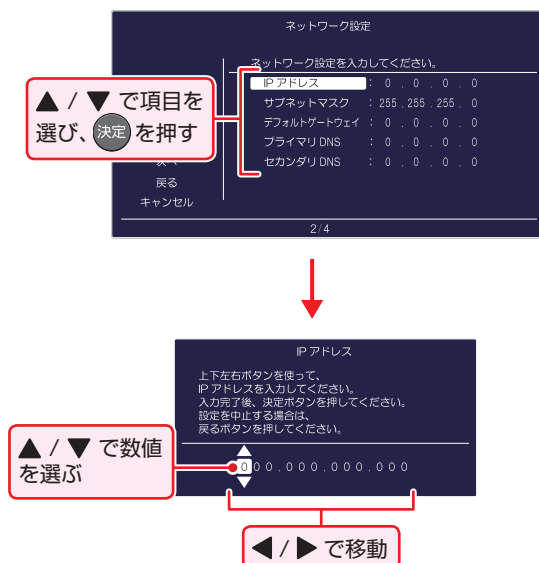 ネットワーク設定
ネットワーク設定を入力してください。
IP アドレス : 0 . 0 . 0 . 0
サブネットマスク : 255 . 255 . 255 . 0
デフォルトゲートウェイ : 0 . 0 . 0 . 0
プライマリ DNS : 0 . 0 . 0 . 0
セカンダリ DNS : 0 . 0 . 0 . 0
▲ / ▼ で項目を
選び、決定を押す
戻る
キャンセル
2/4
IP アドレス
上下左右ボタンを使って、
IP アドレスを入力してください。
入力完了後、決定ボタンを押してください。
設定を中止する場合は、
戻るボタンを押してください。
▲ / ▼ で数値
を選ぶ
000.000.000.000
◀ / ▶ で移動